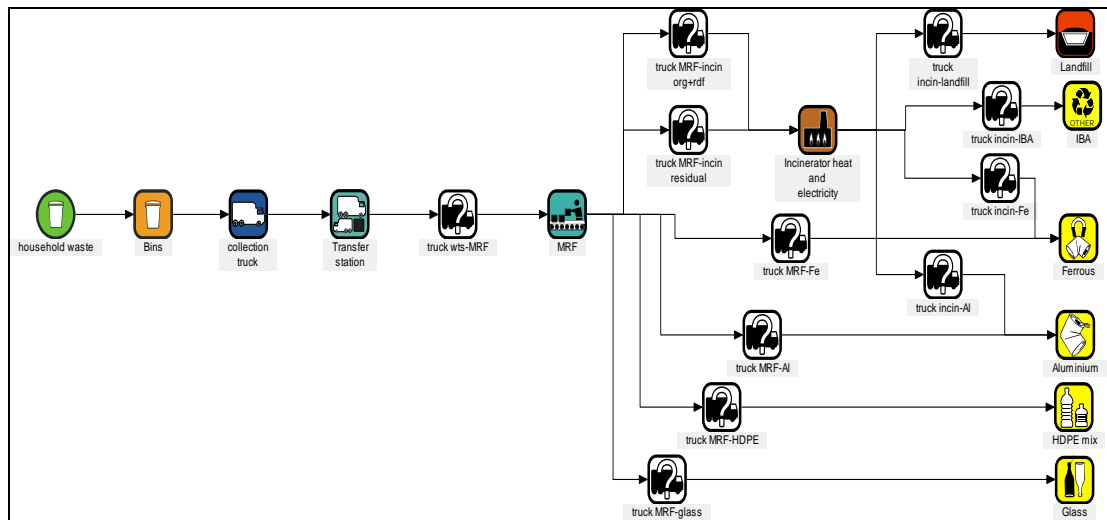 truck MRF-incin
org+rdf
truck
incin-landfill
Landfill
truck MRF-incin
residual
Incinerator heat
and
electricity
truck incin-IBA
OTHER
IBA
truck incin-Fe
household waste
Bins
collection
truck
Transfer
station
truck wts-MRF
MRF
truck MRF-Fe
Ferrous
truck incin-Al
truck MRF-Al
Aluminium
truck MRF-HDPE
HDPE mix
truck MRF-glass
Glass